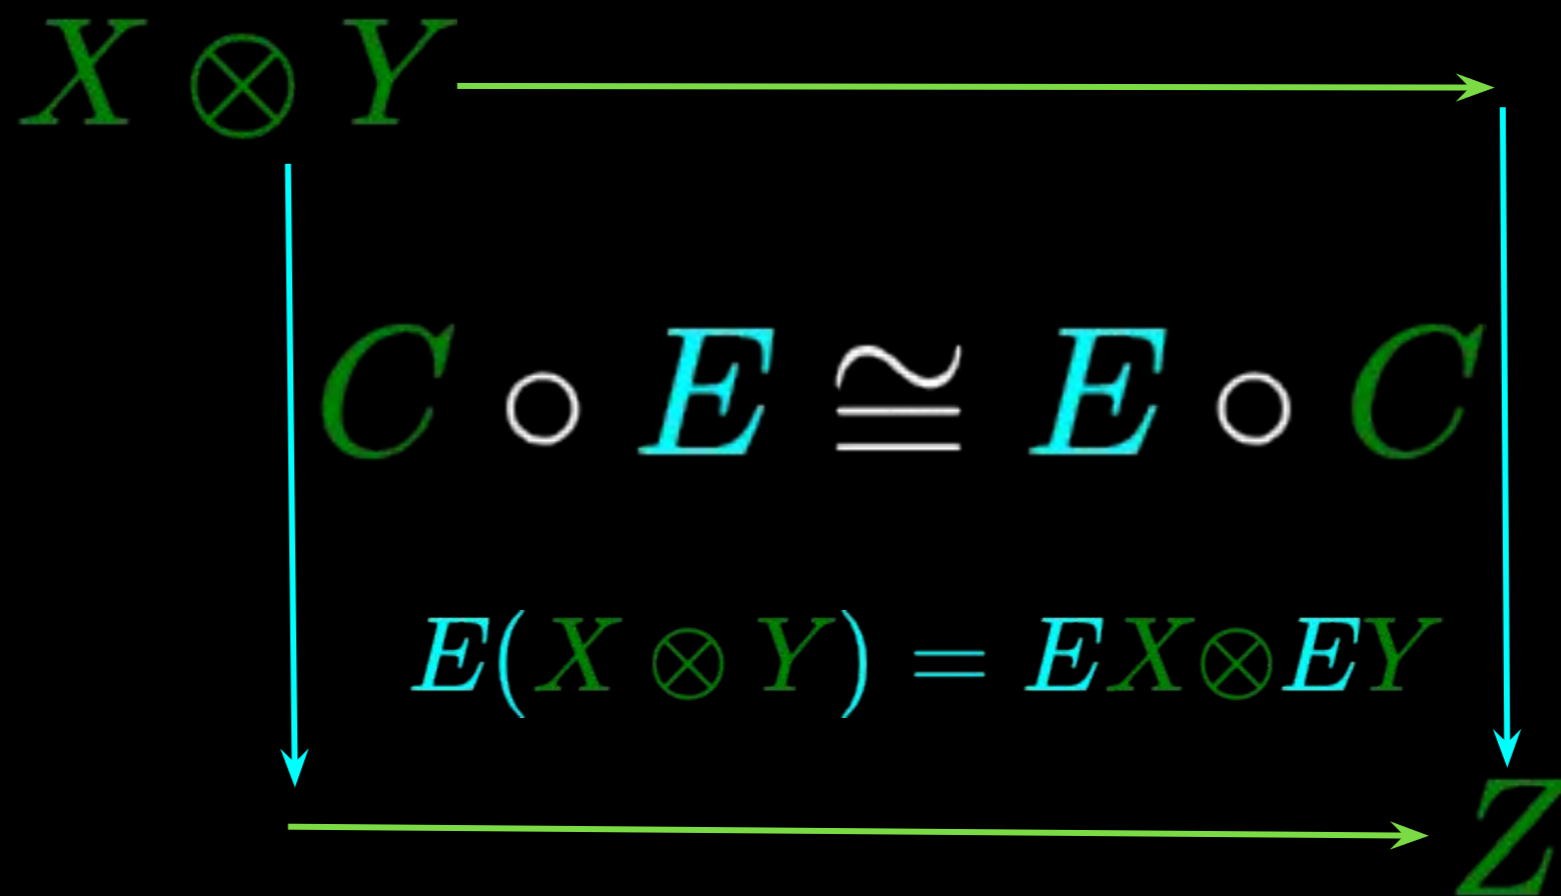 X ⊗ Y
C ∘ E ≅ E ∘ C
E(X ⊗ Y) = EX⊗EY
Z